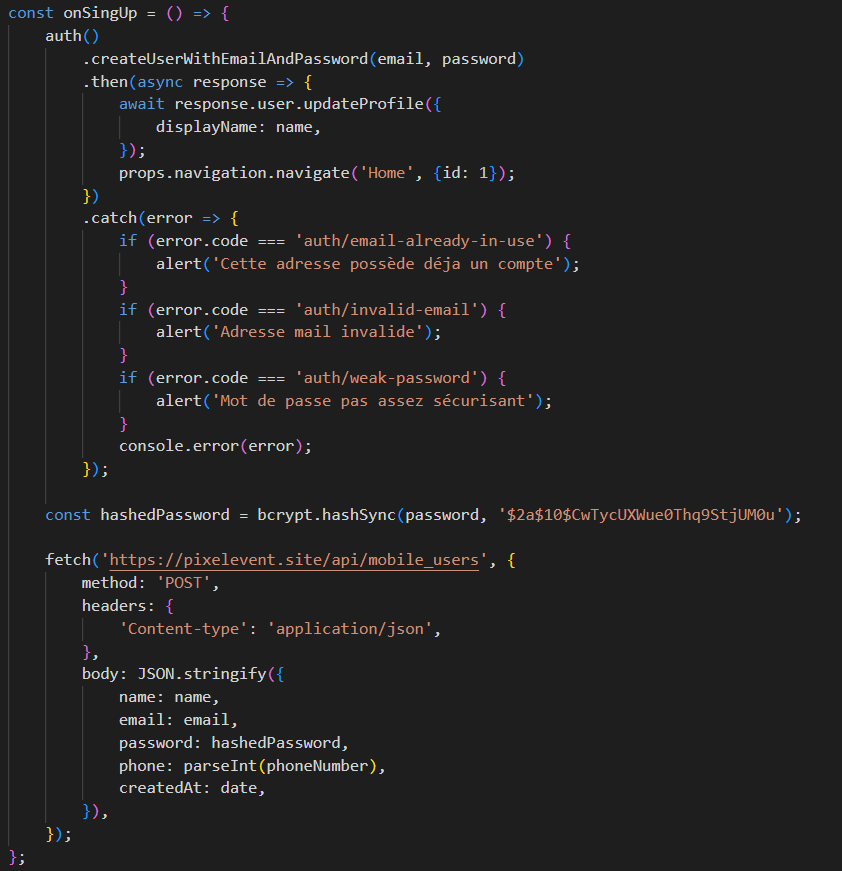 const onSingUp = () => {
    auth()
        .createUserWithEmailAndPassword(email, password)
        .then(async response => {
            await response.user.updateProfile({
                displayName: name,
            });
            props.navigation.navigate('Home', {id: 1});
        })
        .catch(error => {
            if (error.code === 'auth/email-already-in-use') {
                alert('Cette adresse possède déja un compte');
            }
            if (error.code === 'auth/invalid-email') {
                alert('Adresse mail invalide');
            }
            if (error.code === 'auth/weak-password') {
                alert('Mot de passe pas assez sécurisant');
            }
            console.error(error);
        });

    const hashedPassword = bcrypt.hashSync(password, '$2a$10$CwTycUXWue0Thq9StjUM0u');

    fetch('https://pixelevent.site/api/mobile_users', {
        method: 'POST',
        headers: {
            'Content-type': 'application/json',
        },
        body: JSON.stringify({
            name: name,
            email: email,
            password: hashedPassword,
            phone: parseInt(phoneNumber),
            createdAt: date,
        }),
    });
};